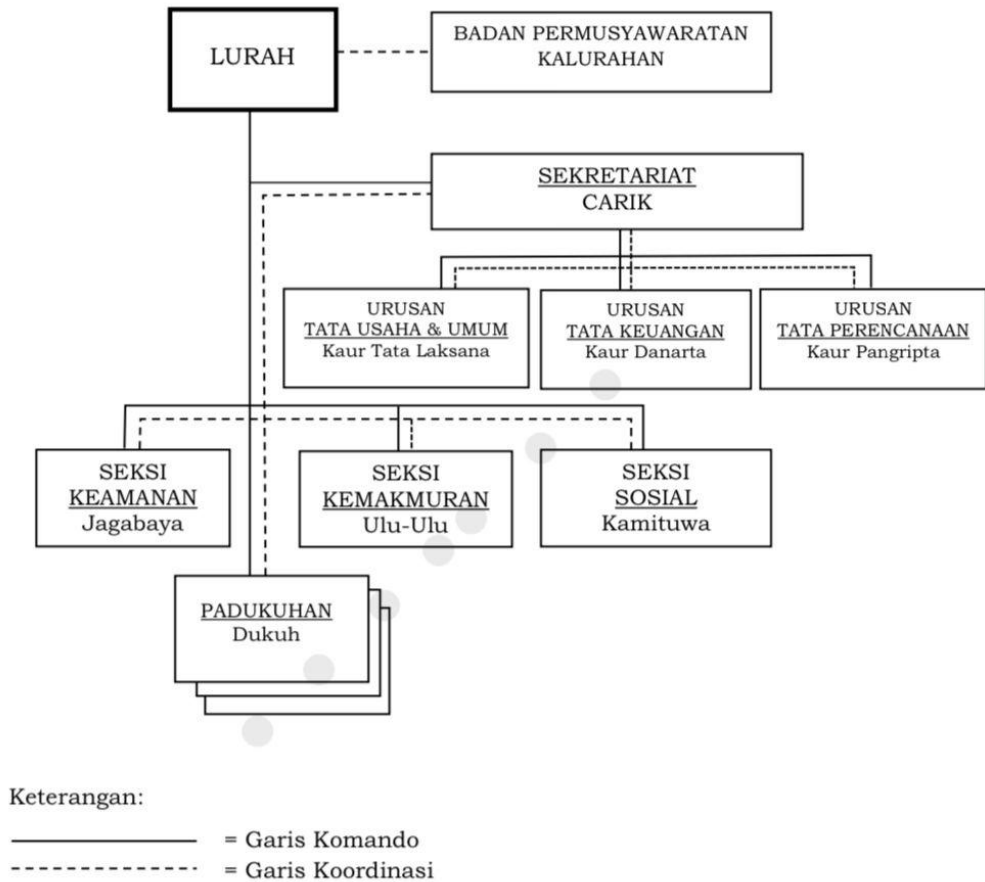 LURAH
BADAN PERMUSYAWARATAN
KALURAHAN
SEKRETARIAT
CARIK
URUSAN
TATA USAHA & UMUM
Kaur Tata Laksana
URUSAN
TATA KEUANGAN
Kaur Danarta
URUSAN
TATA PERENCANAAN
Kaur Pangripta
SEKSI
KEAMANAN
Jagabaya
SEKSI
KEMAKMURAN
Ulu-Ulu
SEKSI
SOSIAL
Kamituwa
PADUKUHAN
Dukuh
Keterangan:
= Garis Komando
= Garis Koordinasi